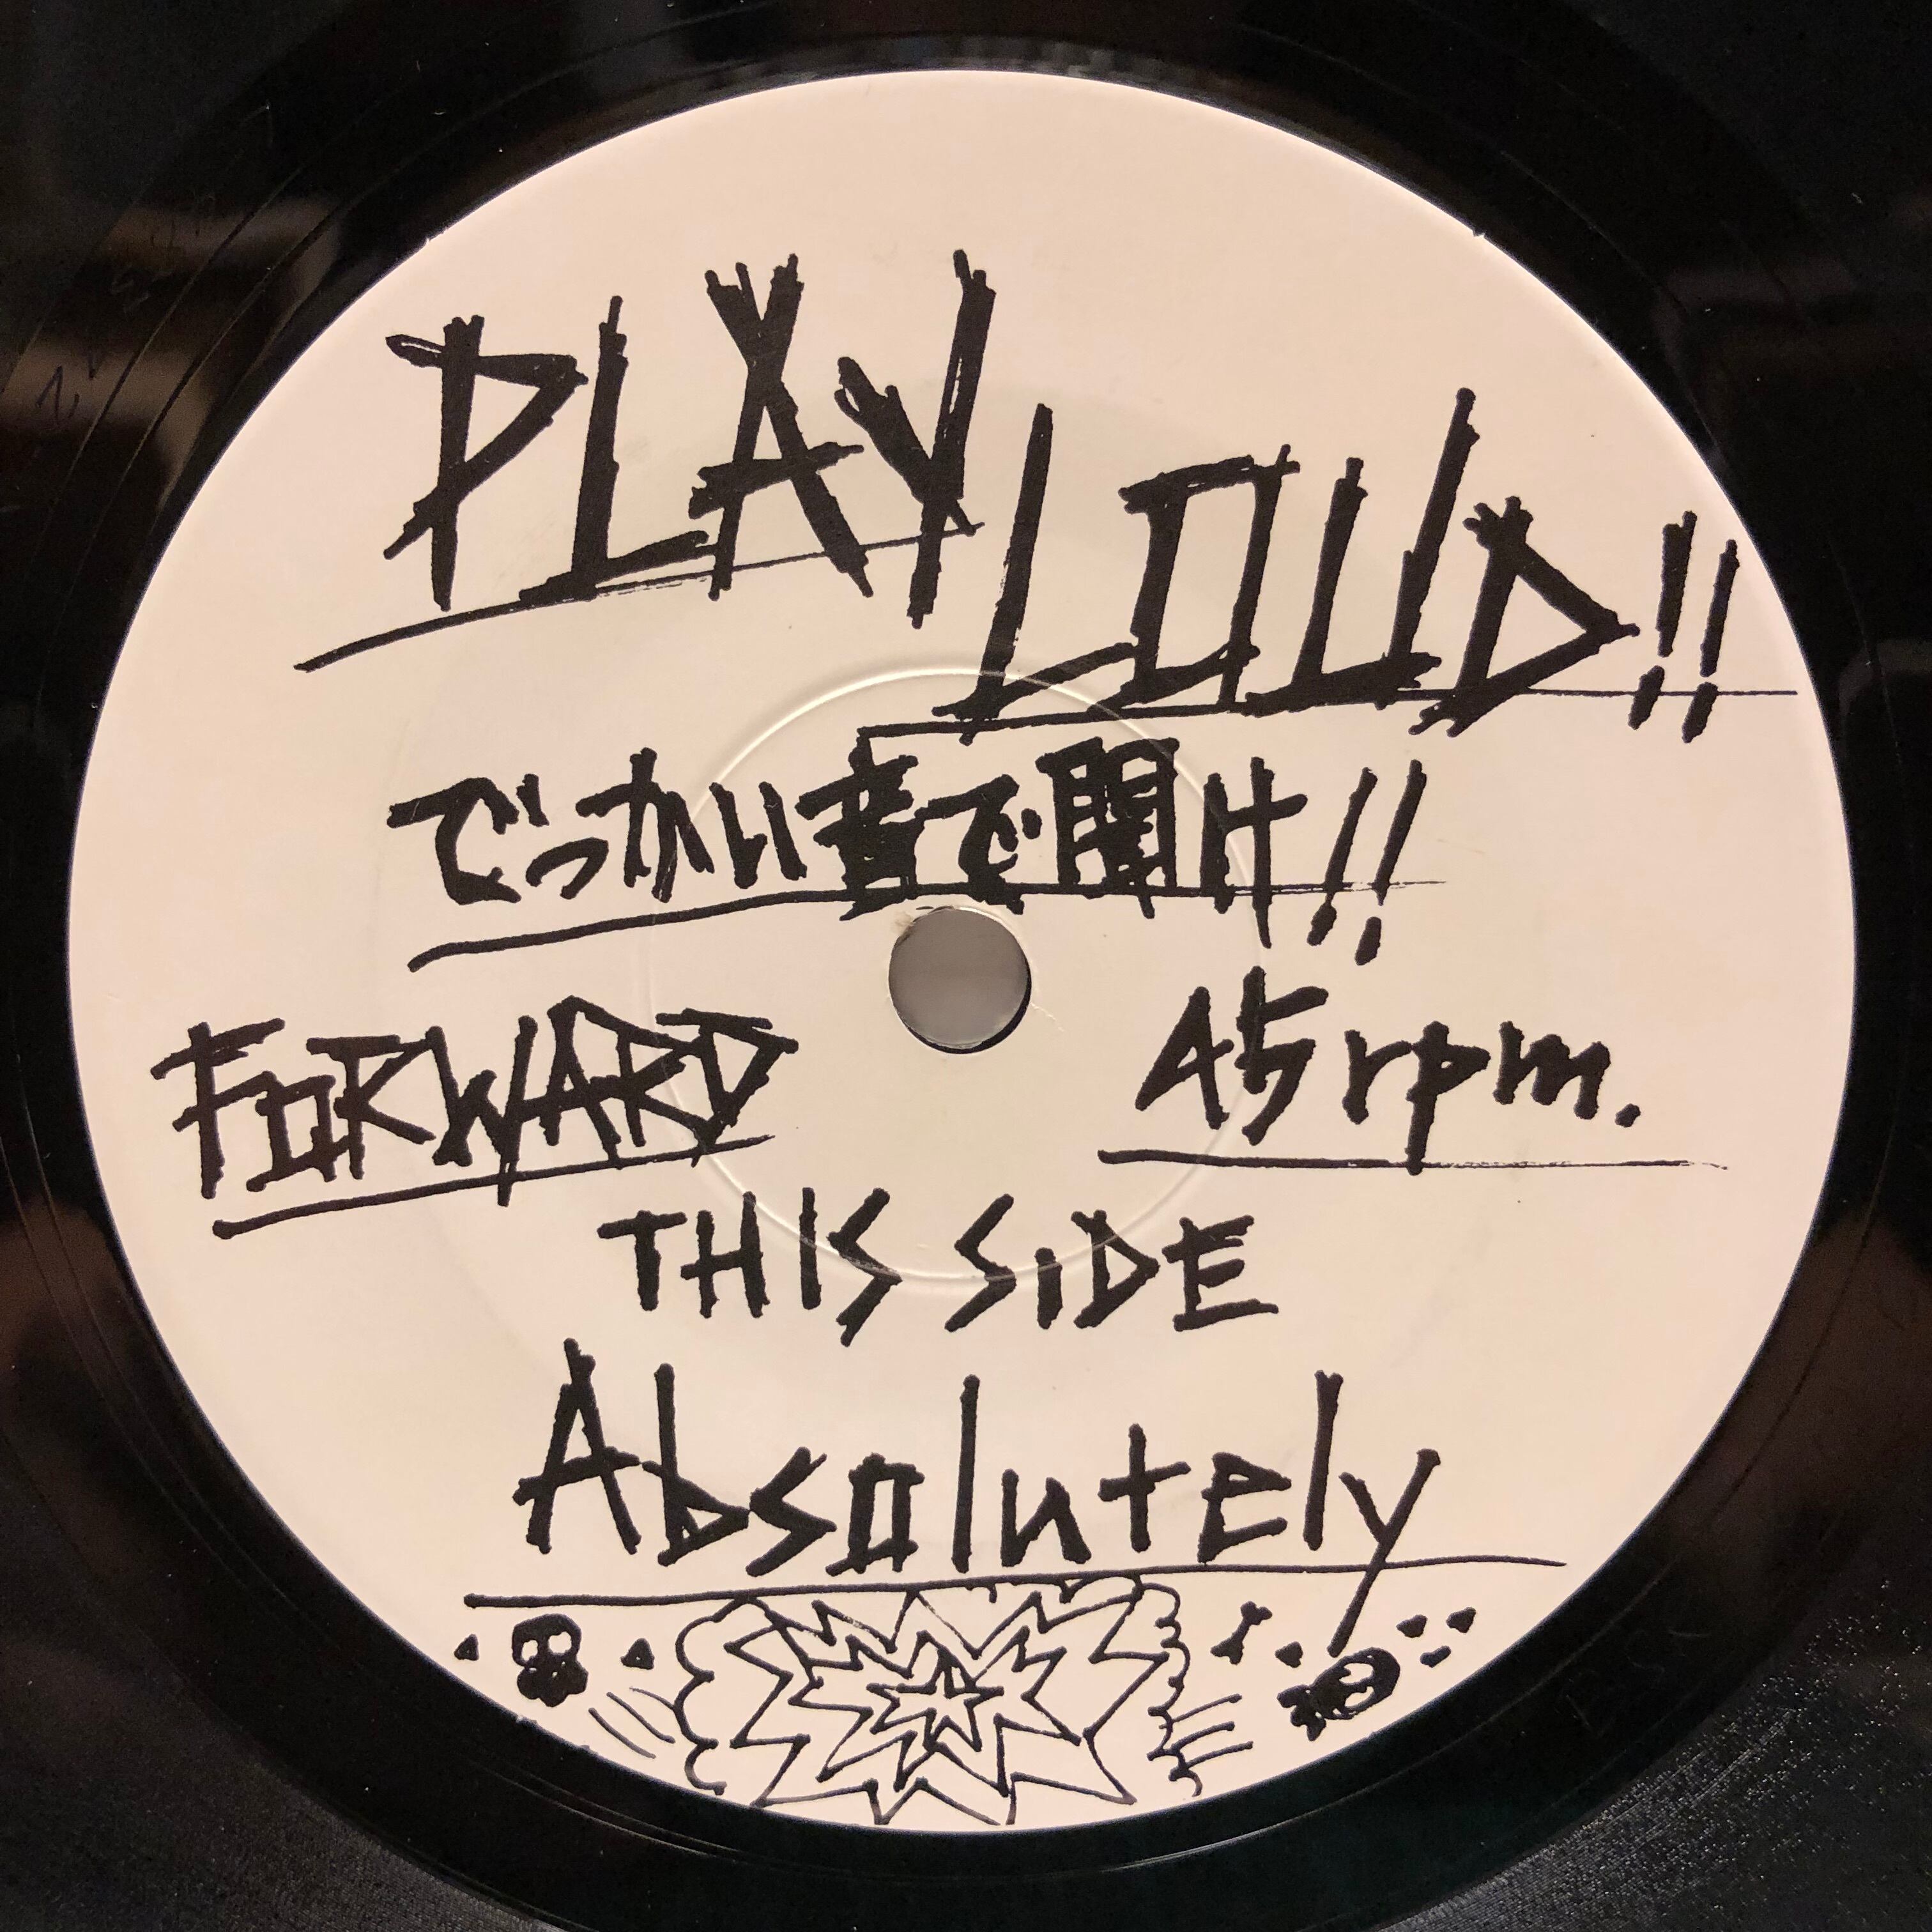 PLAY LOUD!!
でっかい音で聞け!!
FORWARD 45rpm.
THIS SiDE
Absolutely